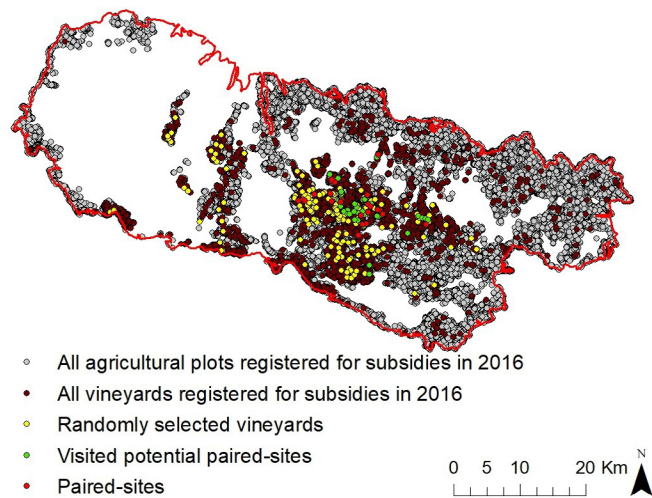 All agricultural plots registered for subsidies in 2016
All vineyards registered for subsidies in 2016
Randomly selected vineyards
Visited potential paired-sites
Paired-sites
0 5 10 20 Km
N